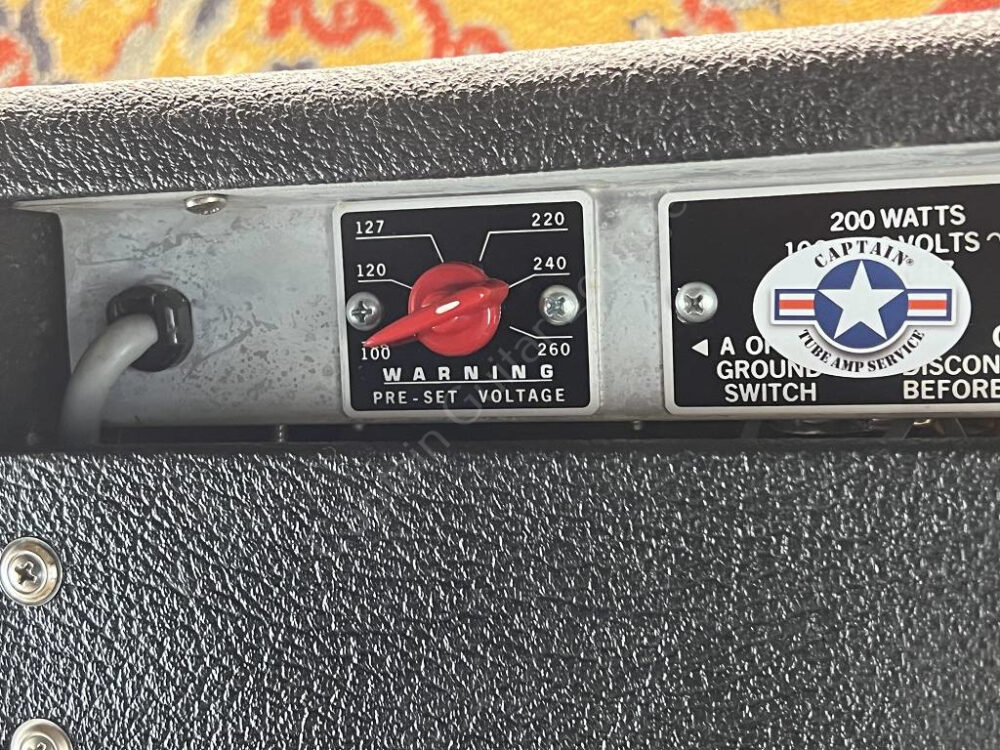 127
220
120
240
100
260
WARNING
PRE-SET VOLTAGE
200 WATTS
VOLTS
CAPTAIN®
TUBE AMP SERVICE
◀ A
GROUND
SWITCH
BEFORE